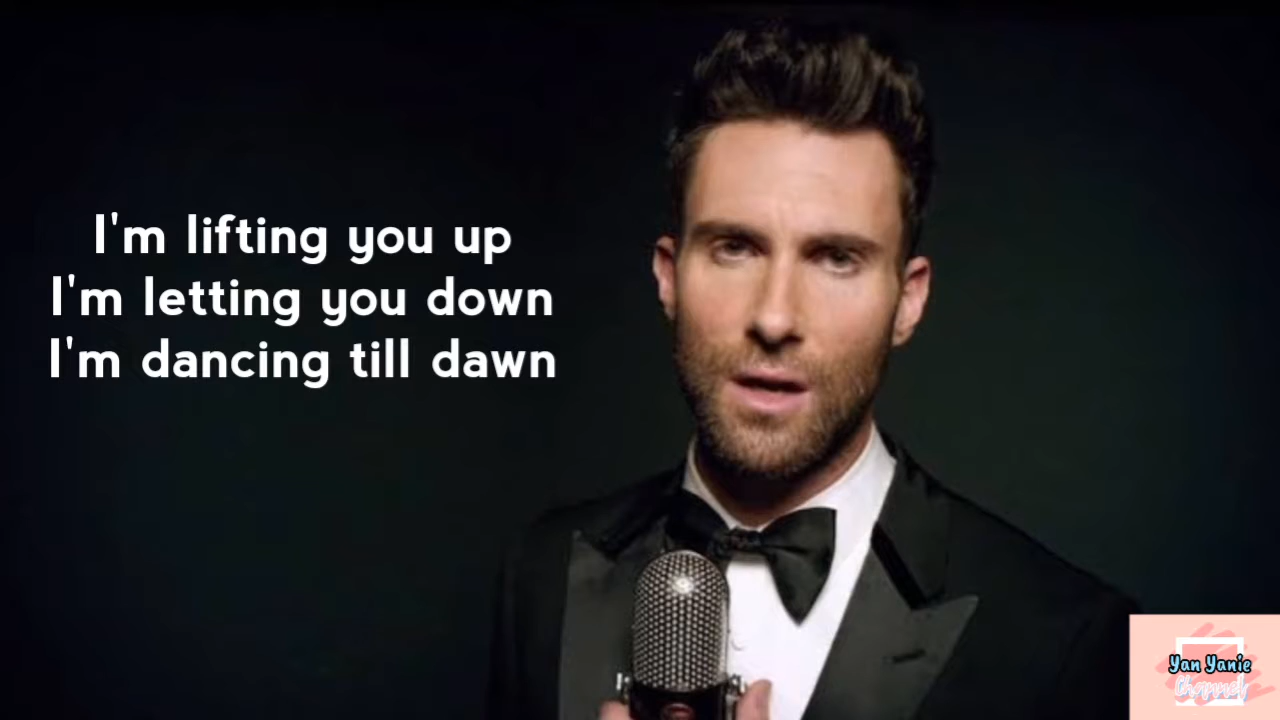 I'm lifting you up
I'm letting you down
I'm dancing till dawn
Yan Yanie
Channel